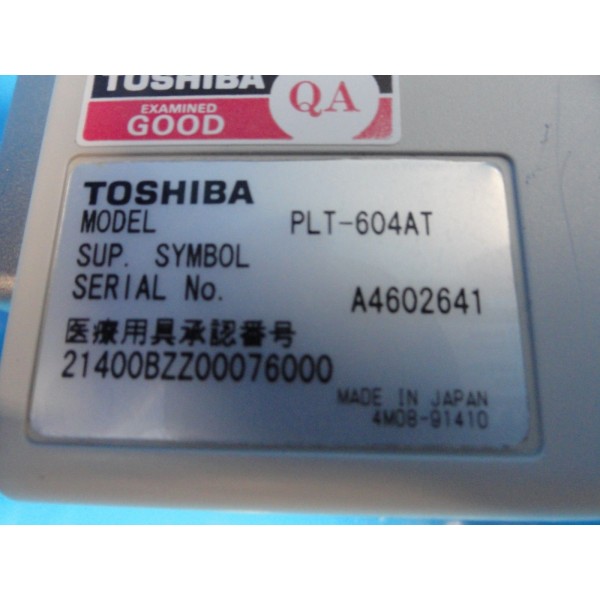 TOSHIBA
QA
EXAMINED
GOOD
TOSHIBA
MODEL PLT-604AT
SUP. SYMBOL
SERIAL No. A4602641
医療用具承認番号
21400BZZ00076000
MADE IN JAPAN
4M08-91410